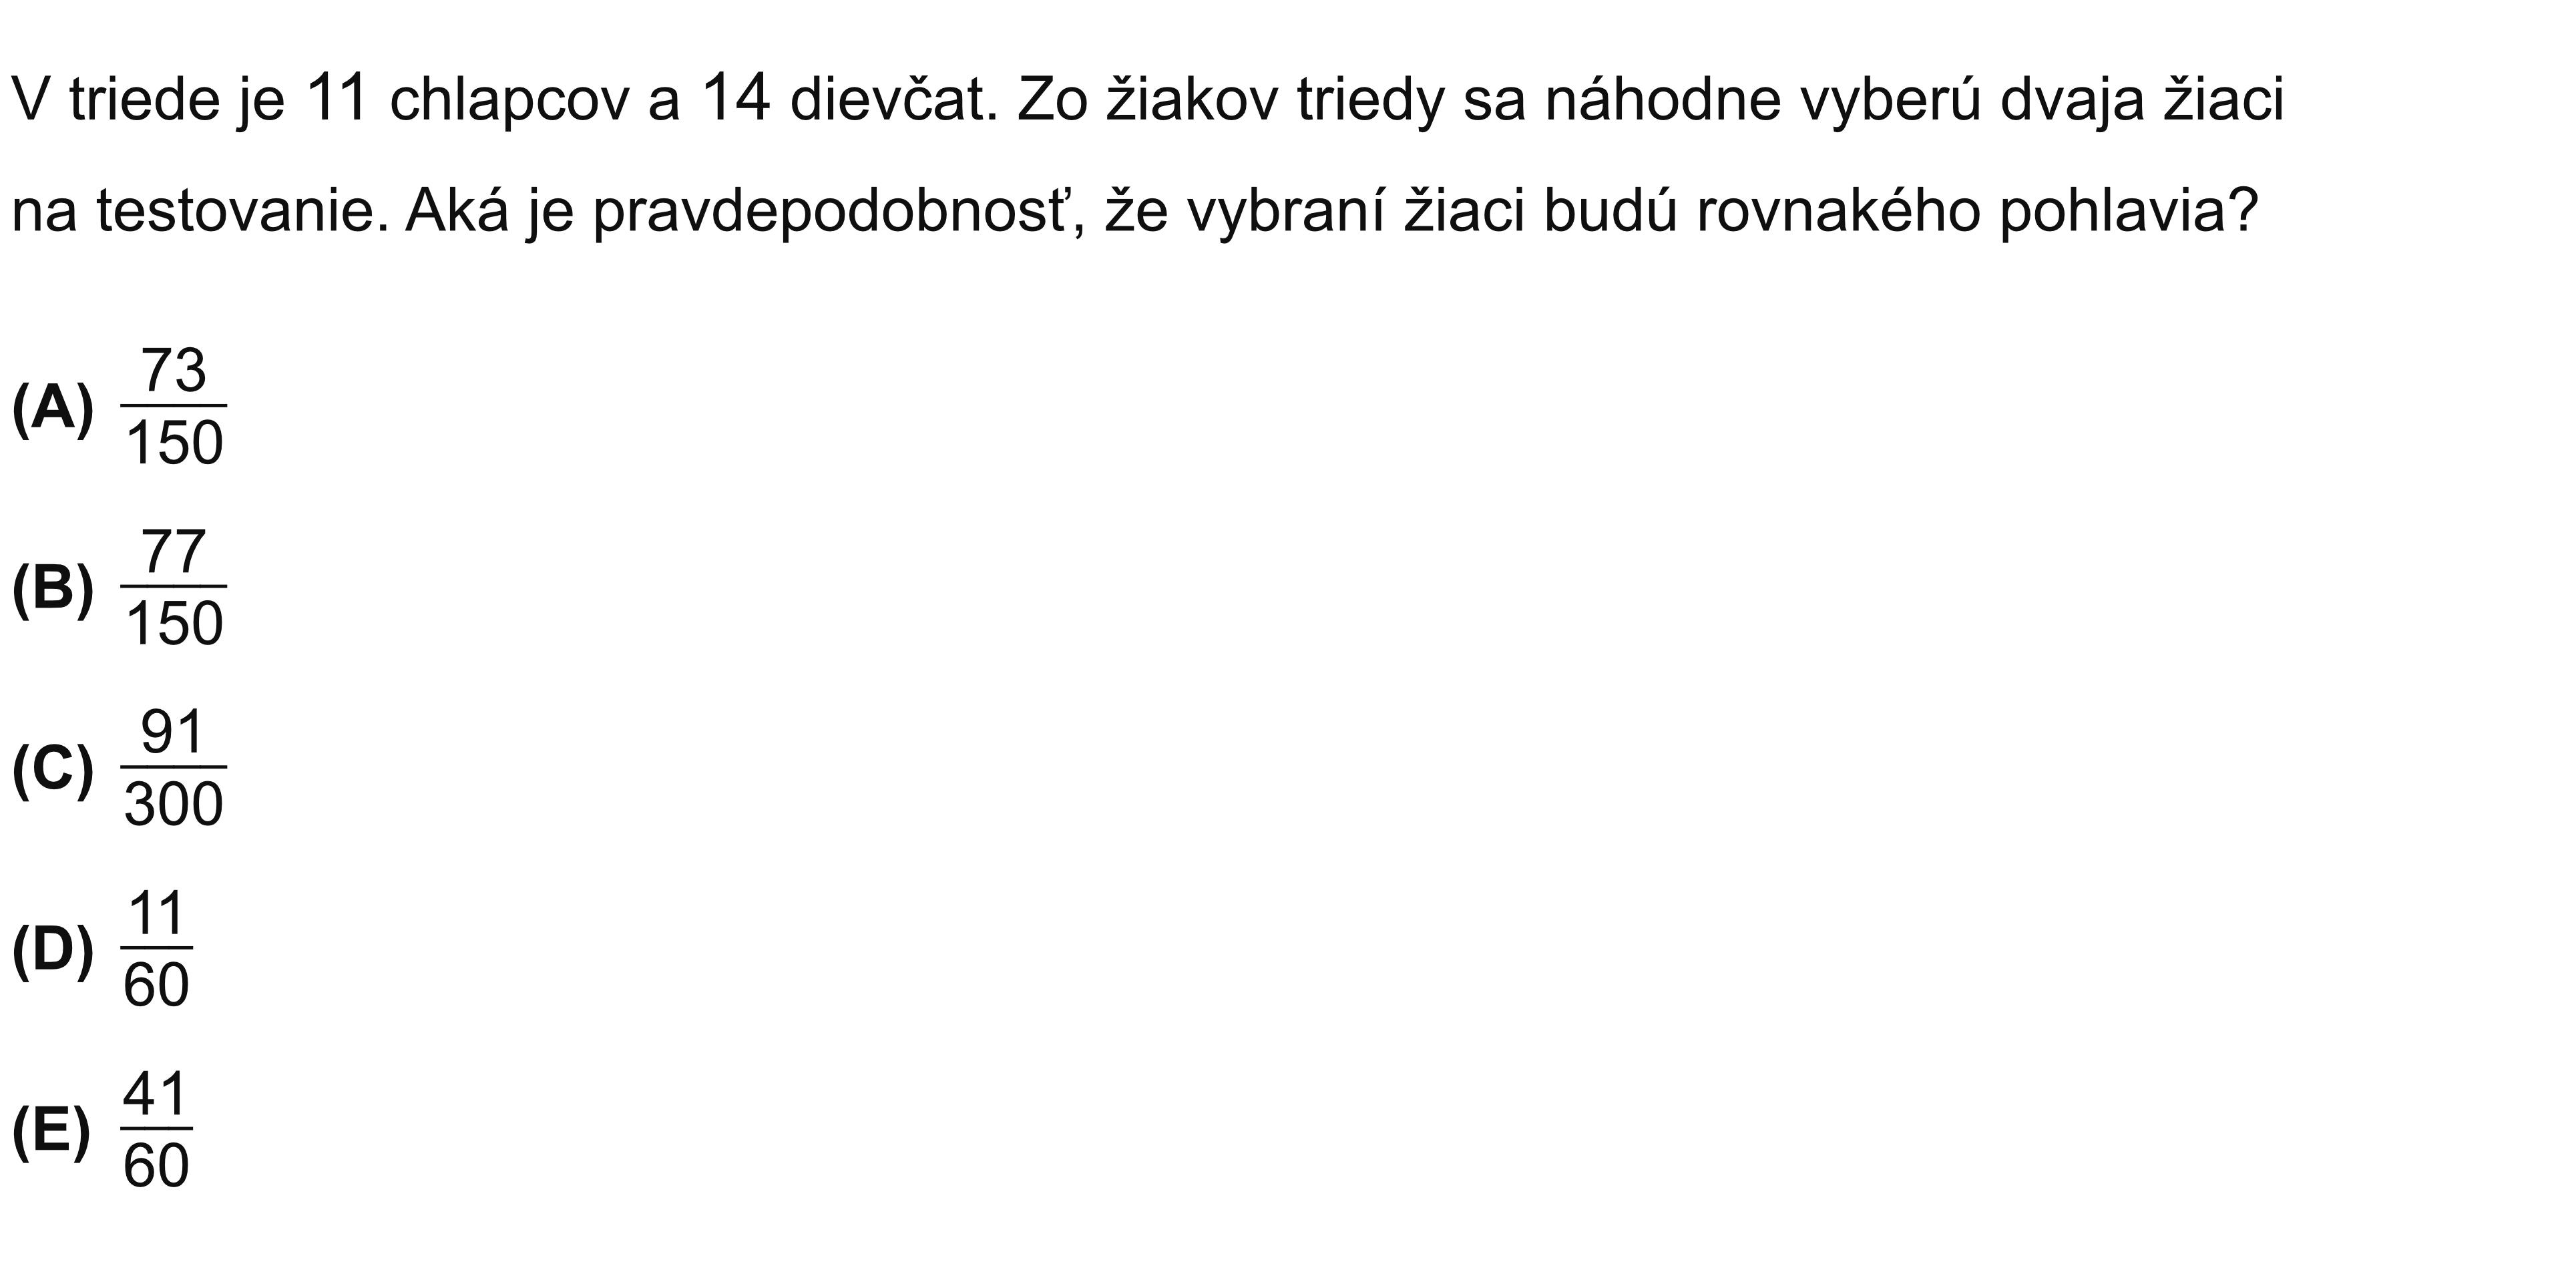 V triede je 11 chlapcov a 14 dievčat. Zo žiakov triedy sa náhodne vyberú dvaja žiaci
na testovanie. Aká je pravdepodobnosť, že vybraní žiaci budú rovnakého pohlavia?
(A) 73/150
(B) 77/150
(C) 91/300
(D) 11/60
(E) 41/60